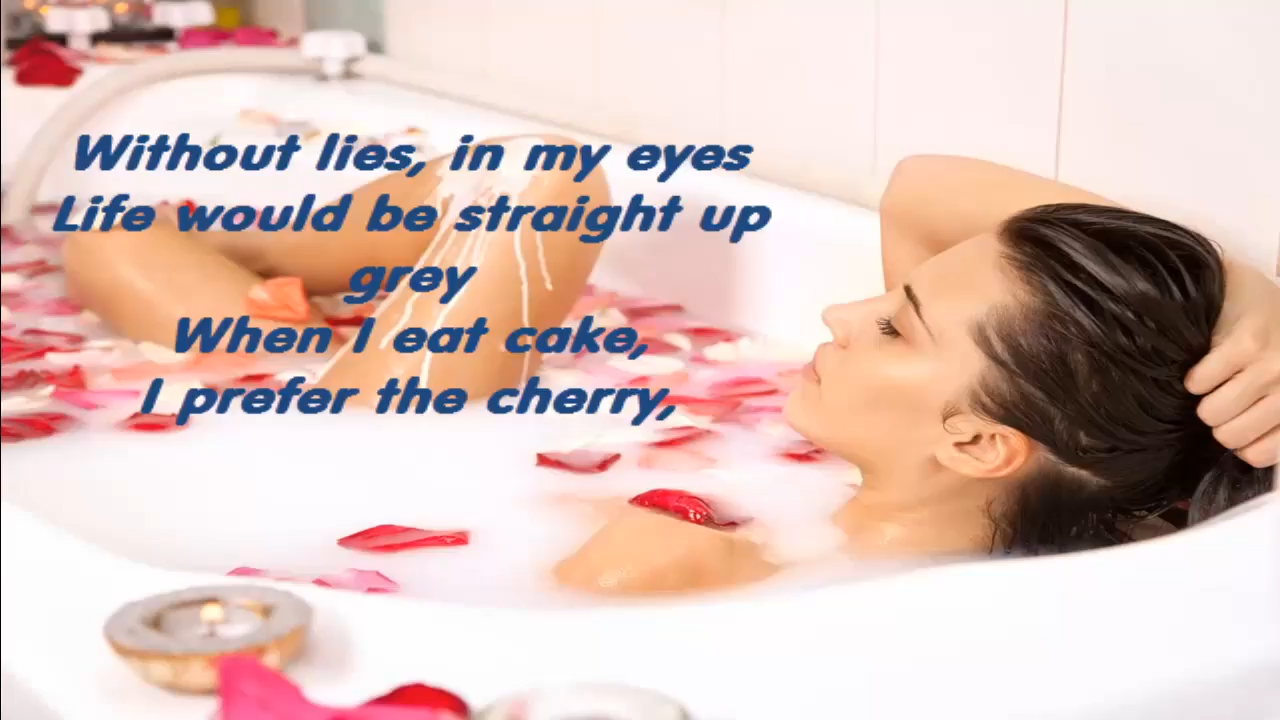 Without lies, in my eyes
Life would be straight up
grey
When I eat cake,
I prefer the cherry,